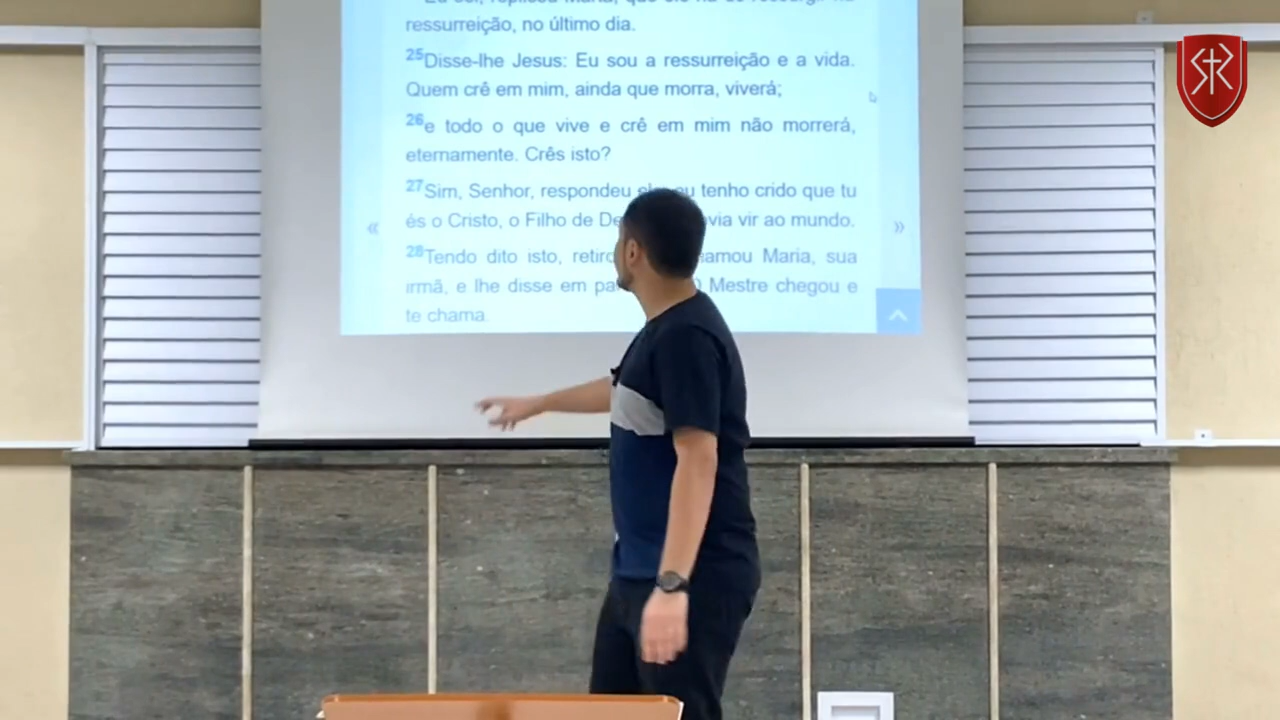 ressurreição, no último dia.
25Disse-lhe Jesus: Eu sou a ressurreição e a vida.
Quem crê em mim, ainda que morra, viverá;
26e todo o que vive e crê em mim não morrerá,
eternamente. Crês isto?
27Sim, Senhor, respondeu eu tenho crido que tu
és o Cristo, o Filho de vir ao mundo.
28Tendo dito isto, Maria, sua
irmã, e lhe disse em Mestre chegou e
te chama.